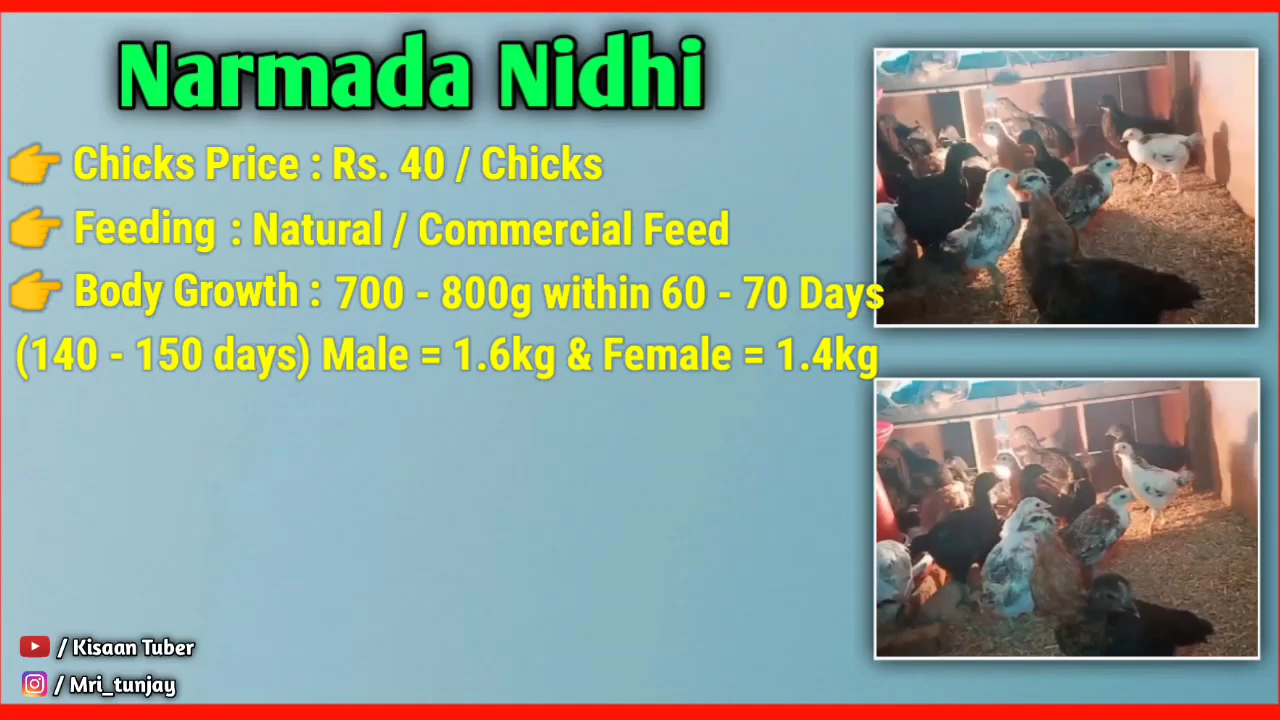 Narmada Nidhi
👉 Chicks Price : Rs. 40 / Chicks
👉 Feeding : Natural / Commercial Feed
👉 Body Growth : 700 - 800g within 60 - 70 Days
(140 - 150 days) Male = 1.6kg & Female = 1.4kg
/ Kisaan Tuber
/ Mri_tunjay